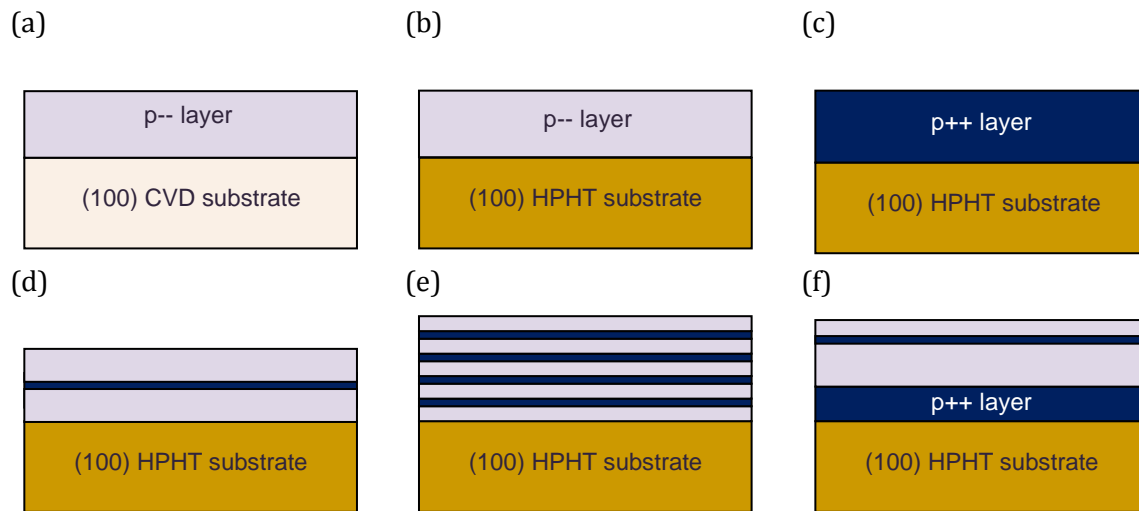 (a)
(b)
(c)
p-- layer
p-- layer
p++ layer
(100) CVD substrate
(100) HPHT substrate
(100) HPHT substrate
(d)
(e)
(f)
p++ layer
(100) HPHT substrate
(100) HPHT substrate
(100) HPHT substrate